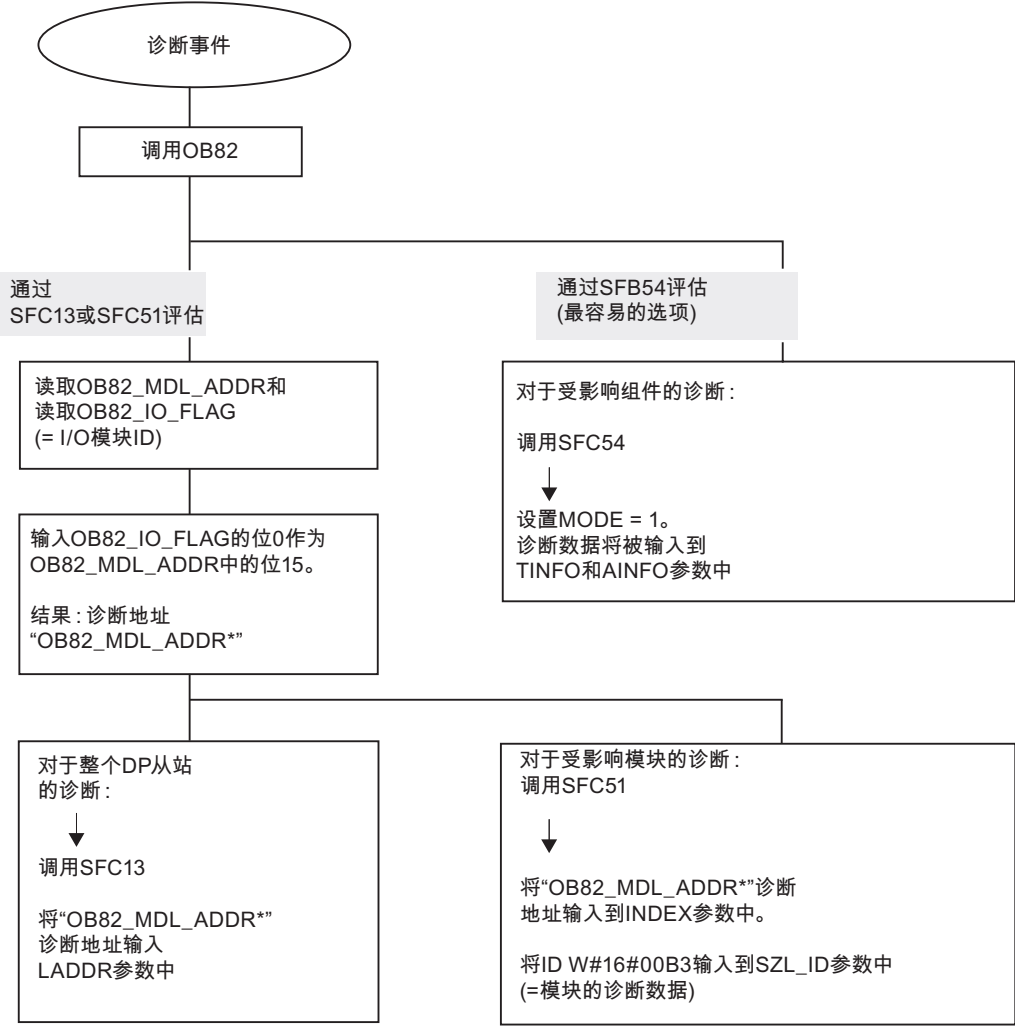 诊断事件
调用OB82
通过
SFC13或SFC51评估
通过SFB54评估
(最容易的选项)
读取OB82_MDL_ADDR和
读取OB82_IO_FLAG
(= I/O模块ID)
对于受影响组件的诊断:
调用SFC54
设置MODE = 1。
诊断数据将被输入到
TINFO和AINFO参数中
输入OB82_IO_FLAG的位0作为
OB82_MDL_ADDR中的位15。
结果:诊断地址
“OB82_MDL_ADDR*”
对于整个DP从站
的诊断:
调用SFC13
将“OB82_MDL_ADDR*”
诊断地址输入
LADDR参数中
对于受影响模块的诊断:
调用SFC51
将“OB82_MDL_ADDR*”诊断
地址输入到INDEX参数中。
将ID W#16#00B3输入到SZL_ID参数中
(=模块的诊断数据)